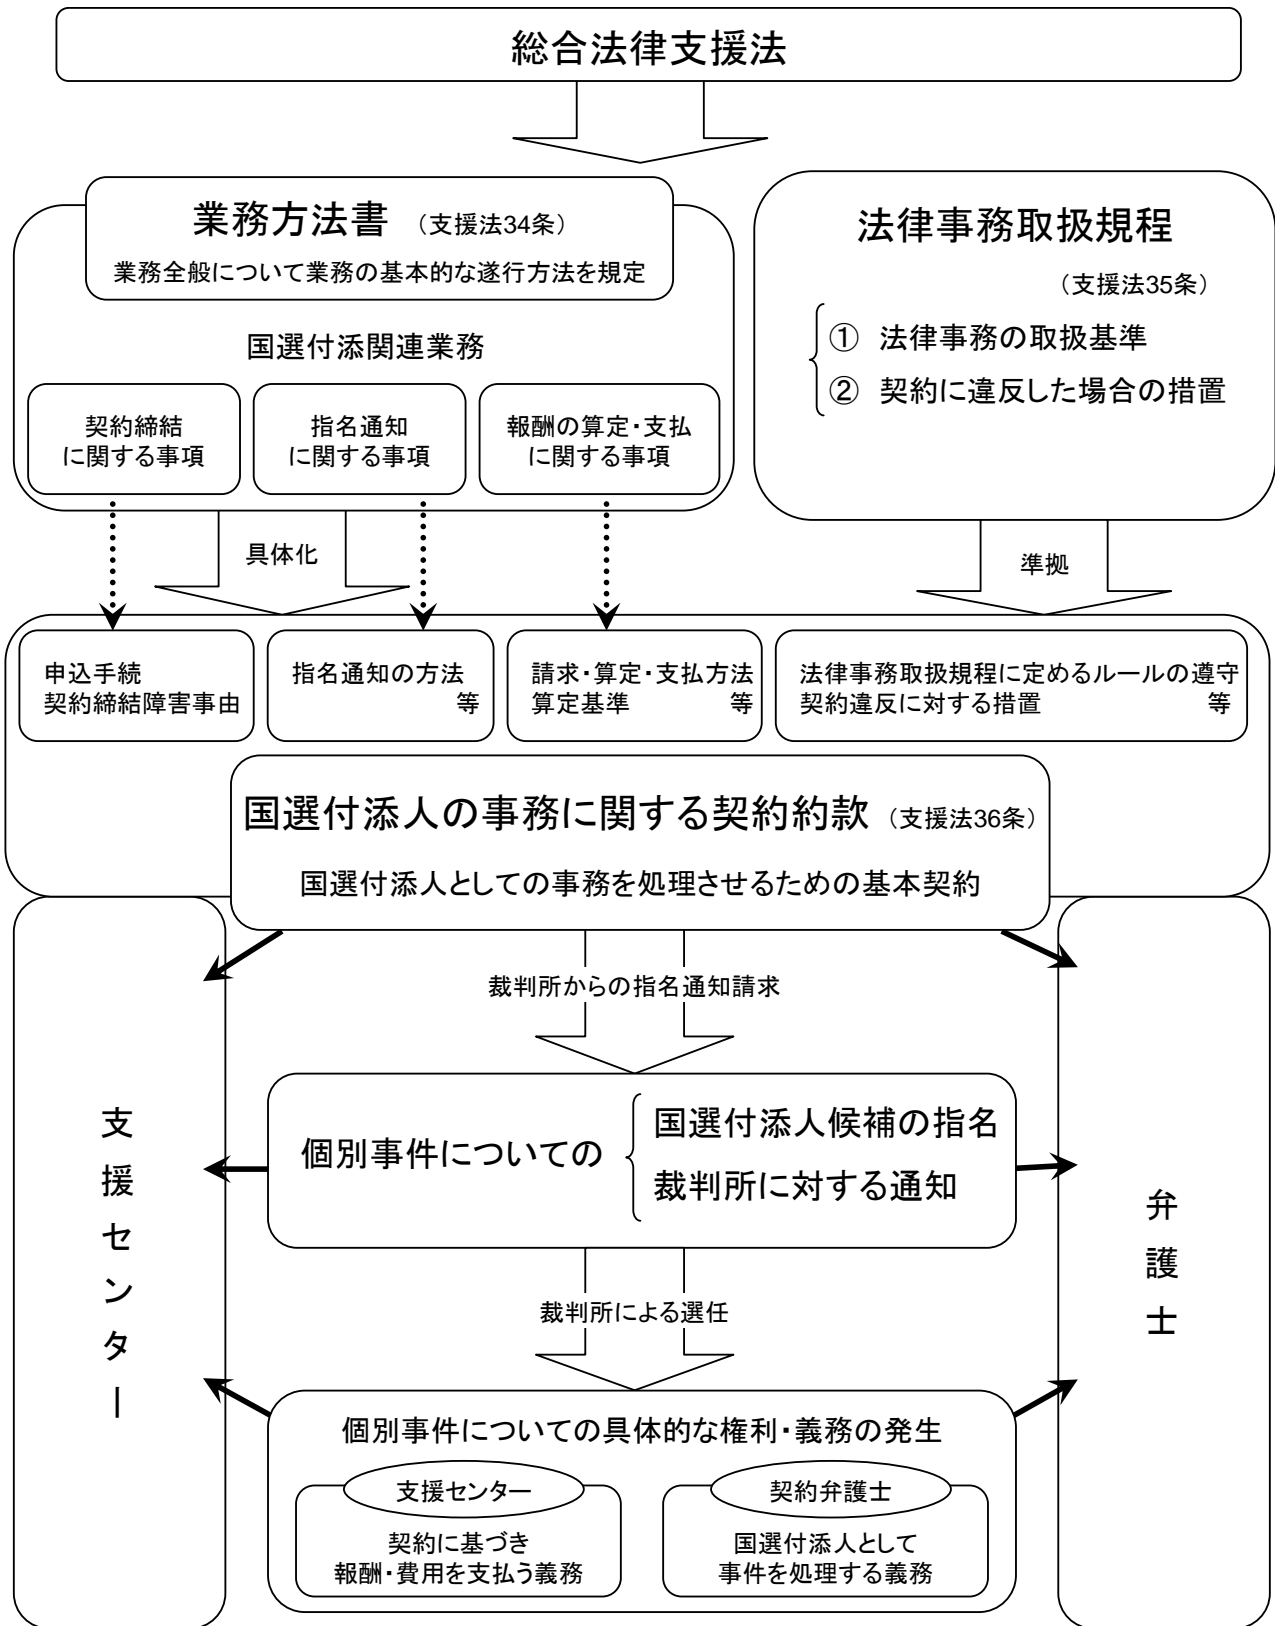 総合法律支援法
業務方法書 （支援法34条）
業務全般について業務の基本的な遂行方法を規定
国選付添関連業務
契約締結
に関する事項
指名通知
に関する事項
報酬の算定・支払
に関する事項
法律事務取扱規程
（支援法35条）
① 法律事務の取扱基準
② 契約に違反した場合の措置
具体化
準拠
申込手続
契約締結障害事由
指名通知の方法
等
請求・算定・支払方法
算定基準 等
法律事務取扱規程に定めるルールの遵守
契約違反に対する措置 等
国選付添人の事務に関する契約約款 （支援法36条）
国選付添人としての事務を処理させるための基本契約
裁判所からの指名通知請求
個別事件についての
国選付添人候補の指名
裁判所に対する通知
支援センター
弁護士
裁判所による選任
個別事件についての具体的な権利・義務の発生
支援センター
契約に基づき
報酬・費用を支払う義務
契約弁護士
国選付添人として
事件を処理する義務